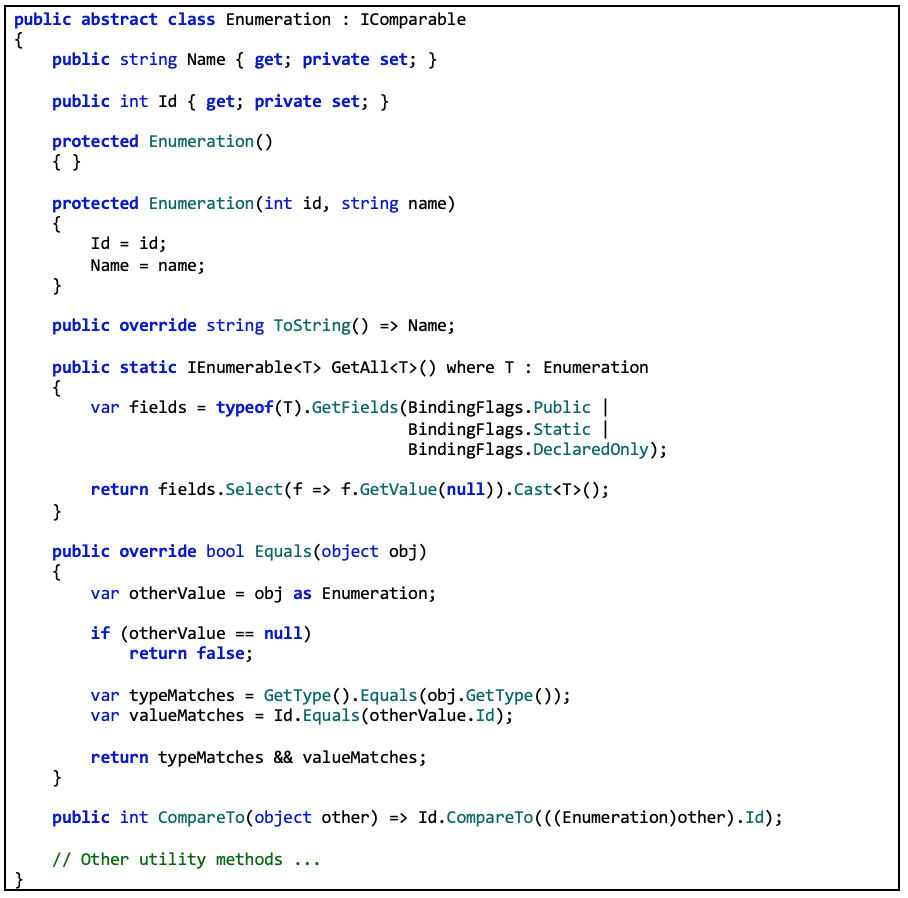 public abstract class Enumeration : IComparable
{
    public string Name { get; private set; }

    public int Id { get; private set; }

    protected Enumeration()
    { }

    protected Enumeration(int id, string name)
    {
        Id = id;
        Name = name;
    }

    public override string ToString() => Name;

    public static IEnumerable<T> GetAll<T>() where T : Enumeration
    {
        var fields = typeof(T).GetFields(BindingFlags.Public |
                                         BindingFlags.Static |
                                         BindingFlags.DeclaredOnly);

        return fields.Select(f => f.GetValue(null)).Cast<T>();
    }

    public override bool Equals(object obj)
    {
        var otherValue = obj as Enumeration;

        if (otherValue == null)
            return false;

        var typeMatches = GetType().Equals(obj.GetType());
        var valueMatches = Id.Equals(otherValue.Id);

        return typeMatches && valueMatches;
    }

    public int CompareTo(object other) => Id.CompareTo(((Enumeration)other).Id);

    // Other utility methods ...
}